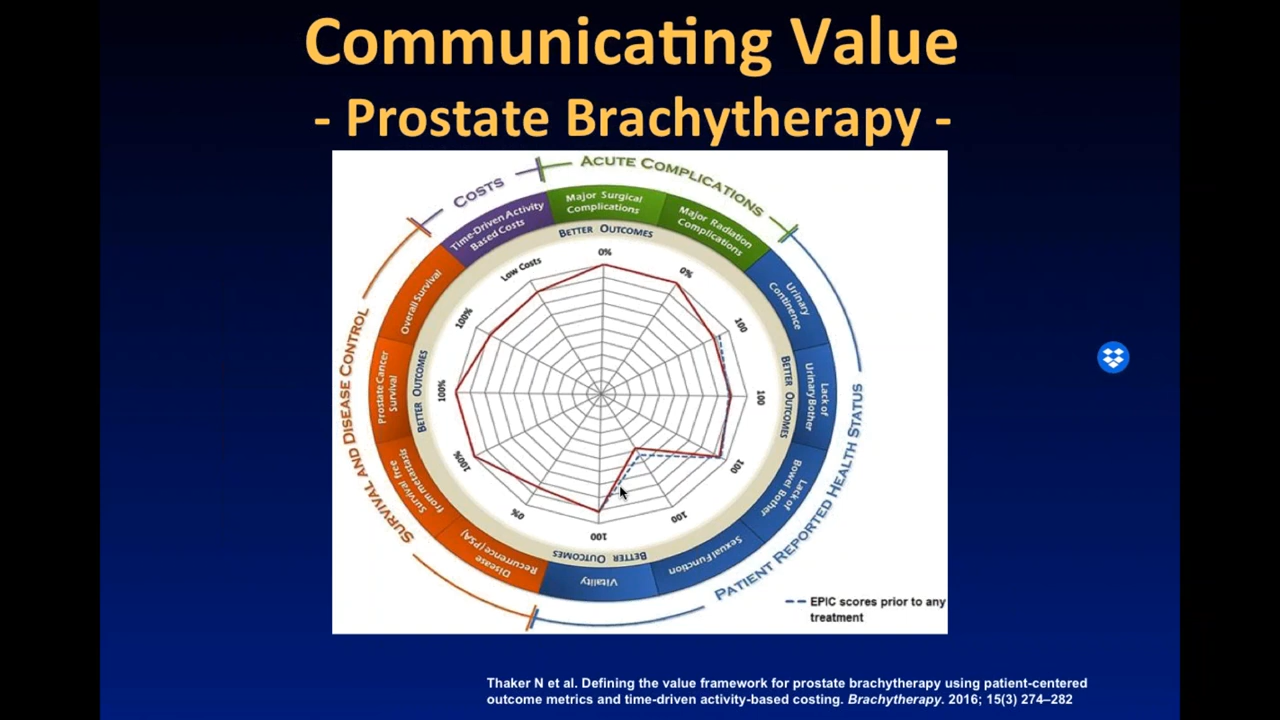 Communicating Value
- Prostate Brachytherapy -
ACUTE COMPLICATIONS
COSTS
Major Surgical
Complications
Major Radiation
Complications
Time-Driven Activity
Based Costs
BETTER OUTCOMES
0%
0%
Low Costs
Urinary
Continence
100
Overall Survival
100%
Lack of
Urinary Bother
BETTER OUTCOMES
100
Prostate Cancer
Survival
BETTER OUTCOMES
100%
SURVIVAL AND DISEASE CONTROL
PATIENT REPORTED HEALTH STATUS
Lack of
Bowel Bother
100
Survival free
from metastasis
100%
Sexual Function
100
Disease
Recurrence (PSA)
0%
100
BETTER OUTCOMES
Vitality
EPIC scores prior to any
treatment
Thaker N et al. Defining the value framework for prostate brachytherapy using patient-centered
outcome metrics and time-driven activity-based costing. Brachytherapy. 2016; 15(3) 274–282